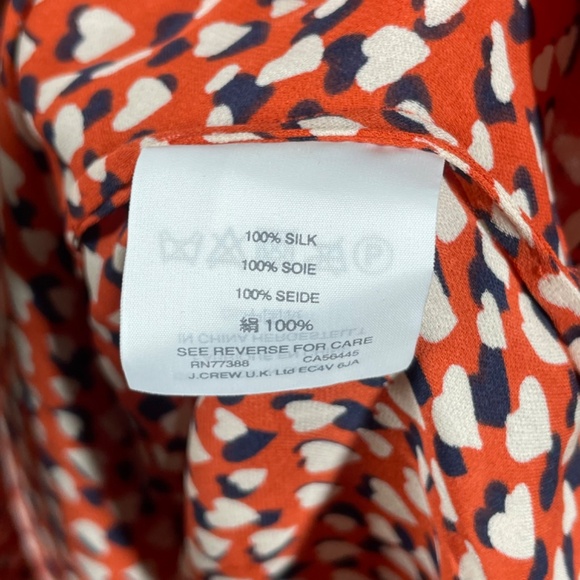 100% SILK
100% SOIE
100% SEIDE
絹 100%
SEE REVERSE FOR CARE
RN77388 CA56445
J.CREW U.K. Ltd EC4V 6JA